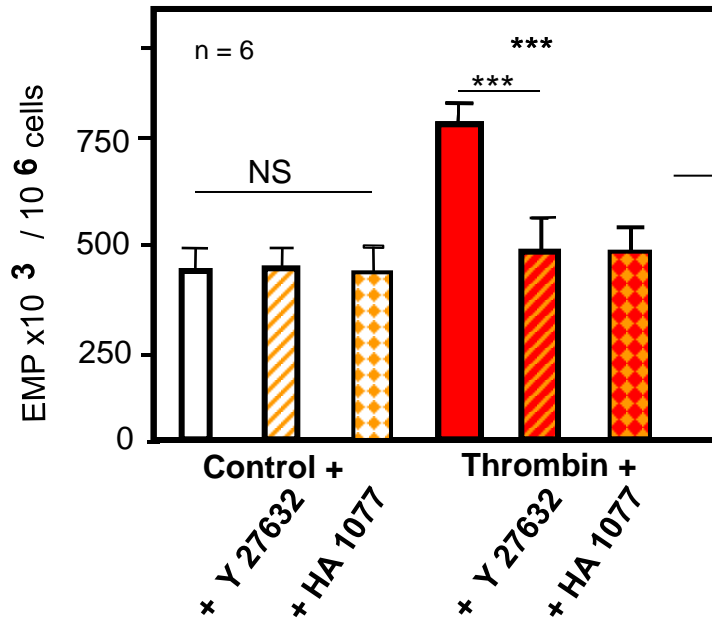 n = 6
***
***
NS
EMP x10 3 / 10 6 cells
750
500
250
0
Control +
Thrombin +
+ Y 27632
+ HA 1077
+ Y 27632
+ HA 1077